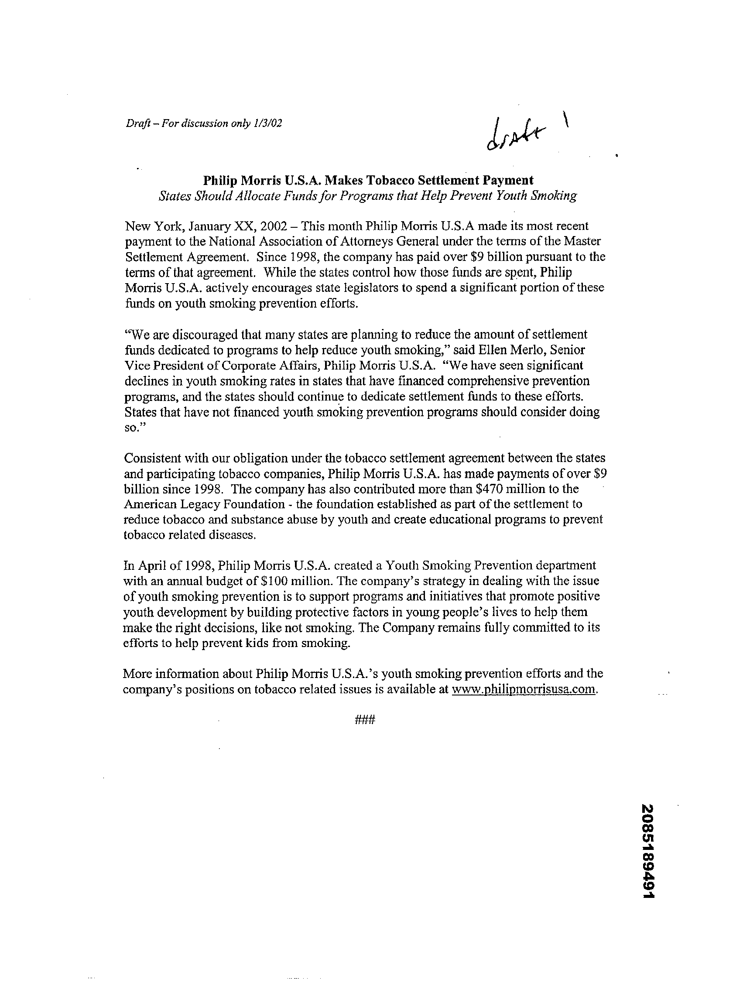 Draft – For discussion only 1/3/02
draft 1
Philip Morris U.S.A. Makes Tobacco Settlement Payment
States Should Allocate Funds for Programs that Help Prevent Youth Smoking
New York, January XX, 2002 – This month Philip Morris U.S.A made its most recent
payment to the National Association of Attorneys General under the terms of the Master
Settlement Agreement.  Since 1998, the company has paid over $9 billion pursuant to the
terms of that agreement.  While the states control how those funds are spent, Philip
Morris U.S.A. actively encourages state legislators to spend a significant portion of these
funds on youth smoking prevention efforts.
“We are discouraged that many states are planning to reduce the amount of settlement
funds dedicated to programs to help reduce youth smoking,” said Ellen Merlo, Senior
Vice President of Corporate Affairs, Philip Morris U.S.A.  “We have seen significant
declines in youth smoking rates in states that have financed comprehensive prevention
programs, and the states should continue to dedicate settlement funds to these efforts.
States that have not financed youth smoking prevention programs should consider doing
so.”
Consistent with our obligation under the tobacco settlement agreement between the states
and participating tobacco companies, Philip Morris U.S.A. has made payments of over $9
billion since 1998.  The company has also contributed more than $470 million to the
American Legacy Foundation - the foundation established as part of the settlement to
reduce tobacco and substance abuse by youth and create educational programs to prevent
tobacco related diseases.
In April of 1998, Philip Morris U.S.A. created a Youth Smoking Prevention department
with an annual budget of $100 million. The company’s strategy in dealing with the issue
of youth smoking prevention is to support programs and initiatives that promote positive
youth development by building protective factors in young people’s lives to help them
make the right decisions, like not smoking. The Company remains fully committed to its
efforts to help prevent kids from smoking.
More information about Philip Morris U.S.A.’s youth smoking prevention efforts and the
company’s positions on tobacco related issues is available at www.philipmorrisusa.com.
###
2085189491